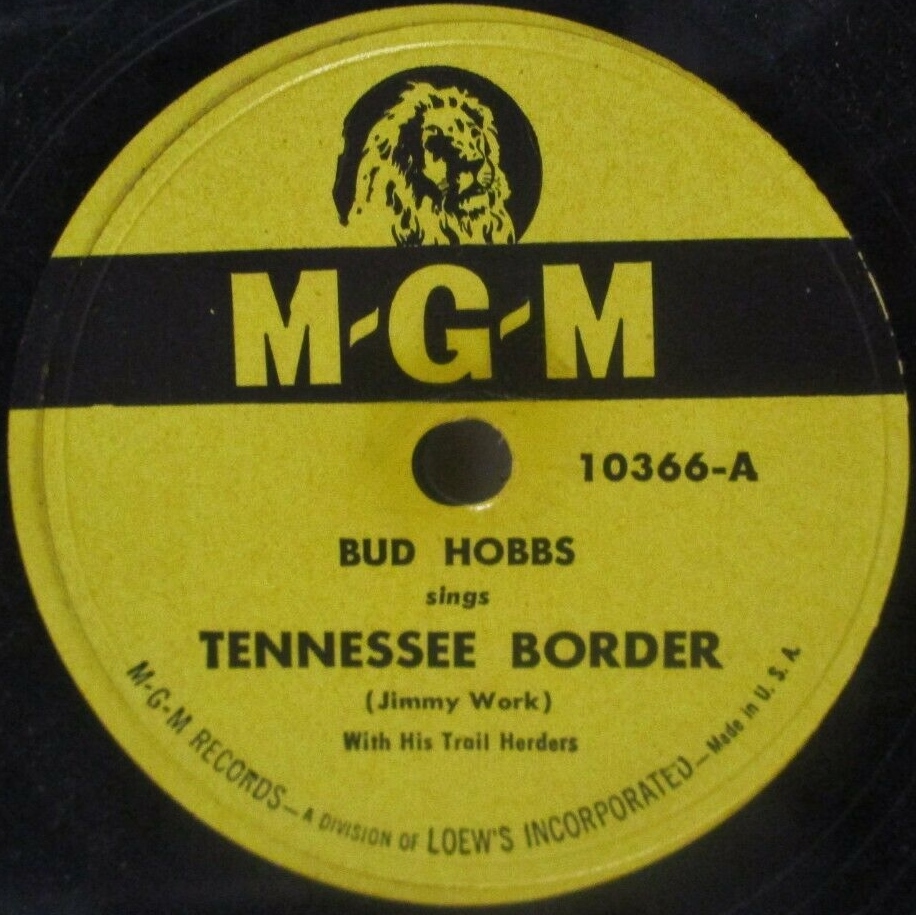 M-G-M
10366-A
BUD HOBBS
sings
TENNESSEE BORDER
(Jimmy Work)
With His Trail Herders
M-G-M RECORDS—A DIVISION OF LOEW'S INCORPORATED—Made in U. S. A.